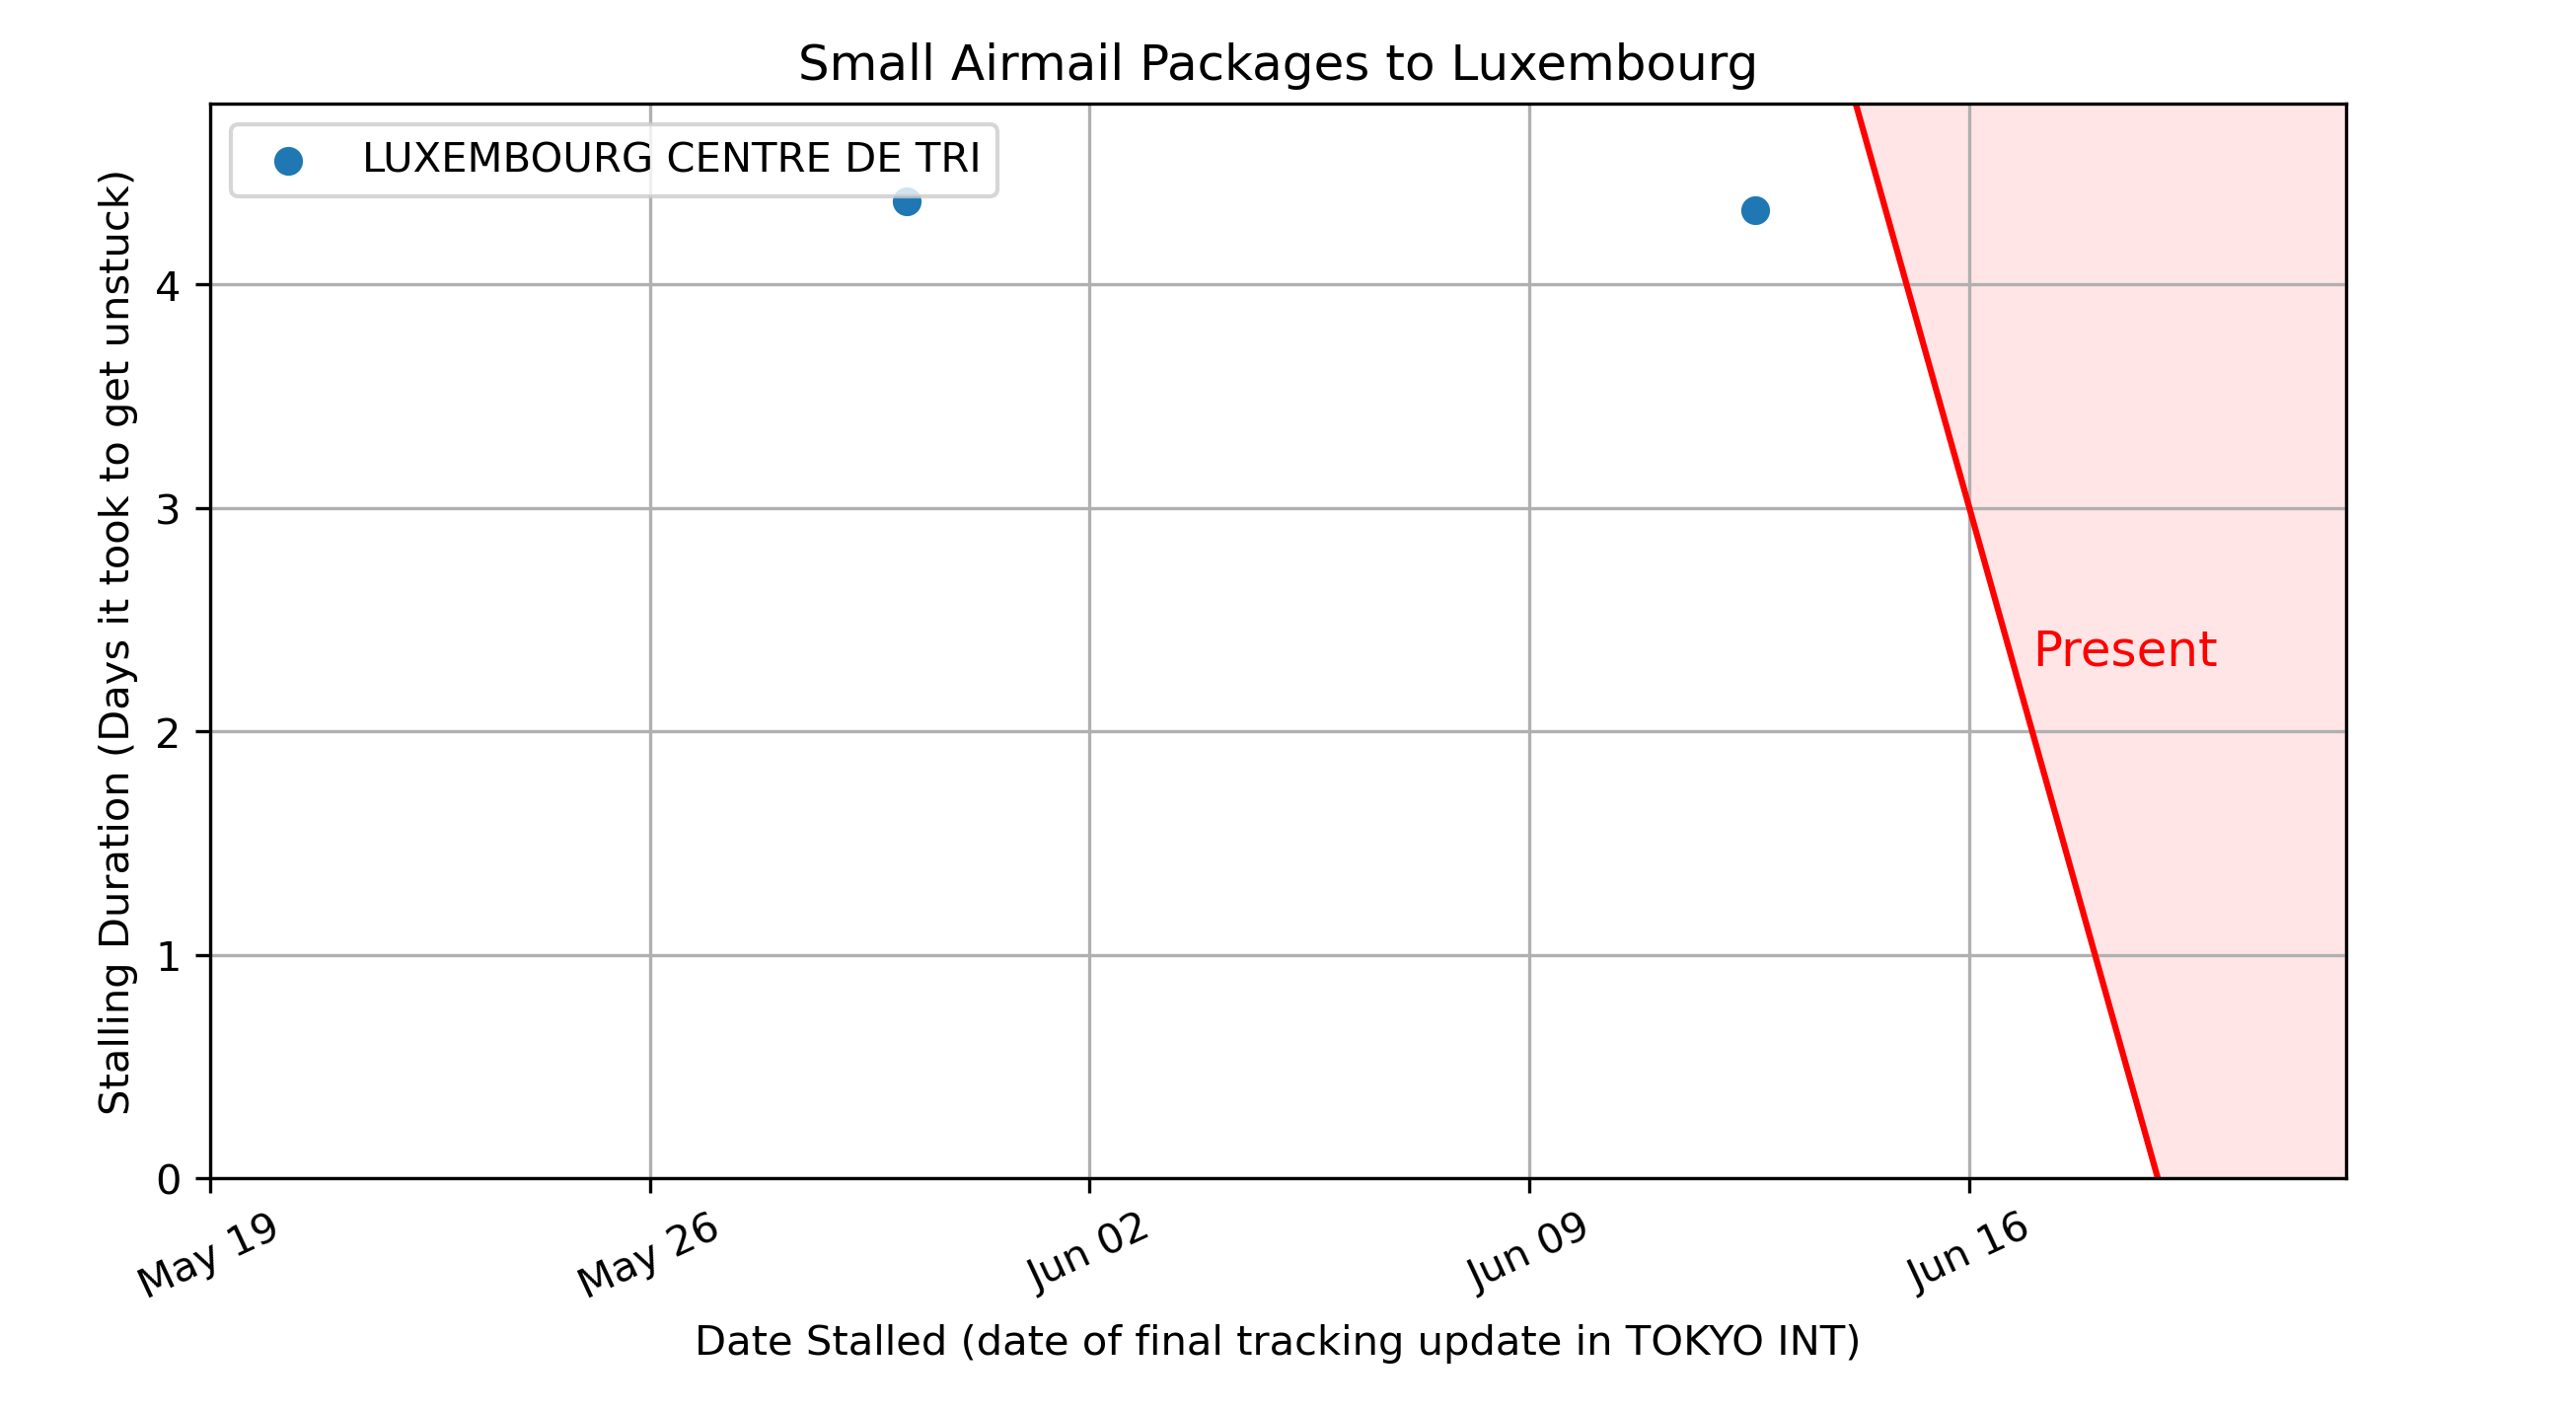 Small Airmail Packages to Luxembourg
LUXEMBOURG CENTRE DE TRI
Stalling Duration (Days it took to get unstuck)
4
3
2
1
0
Present
May 19
May 26
Jun 02
Jun 09
Jun 16
Date Stalled (date of final tracking update in TOKYO INT)